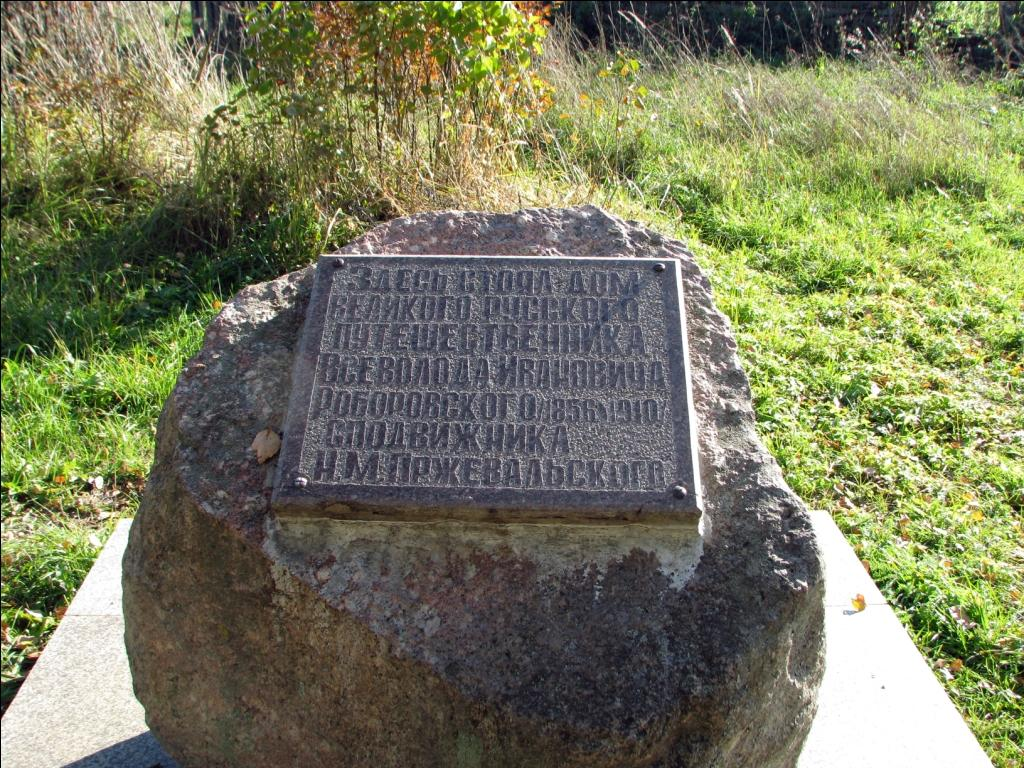 Здесь стоял дом
великого русского
путешественника
Всеволода Ивановича
Роборовского /1856-1910/
сподвижника
Н.М.Пржевальского